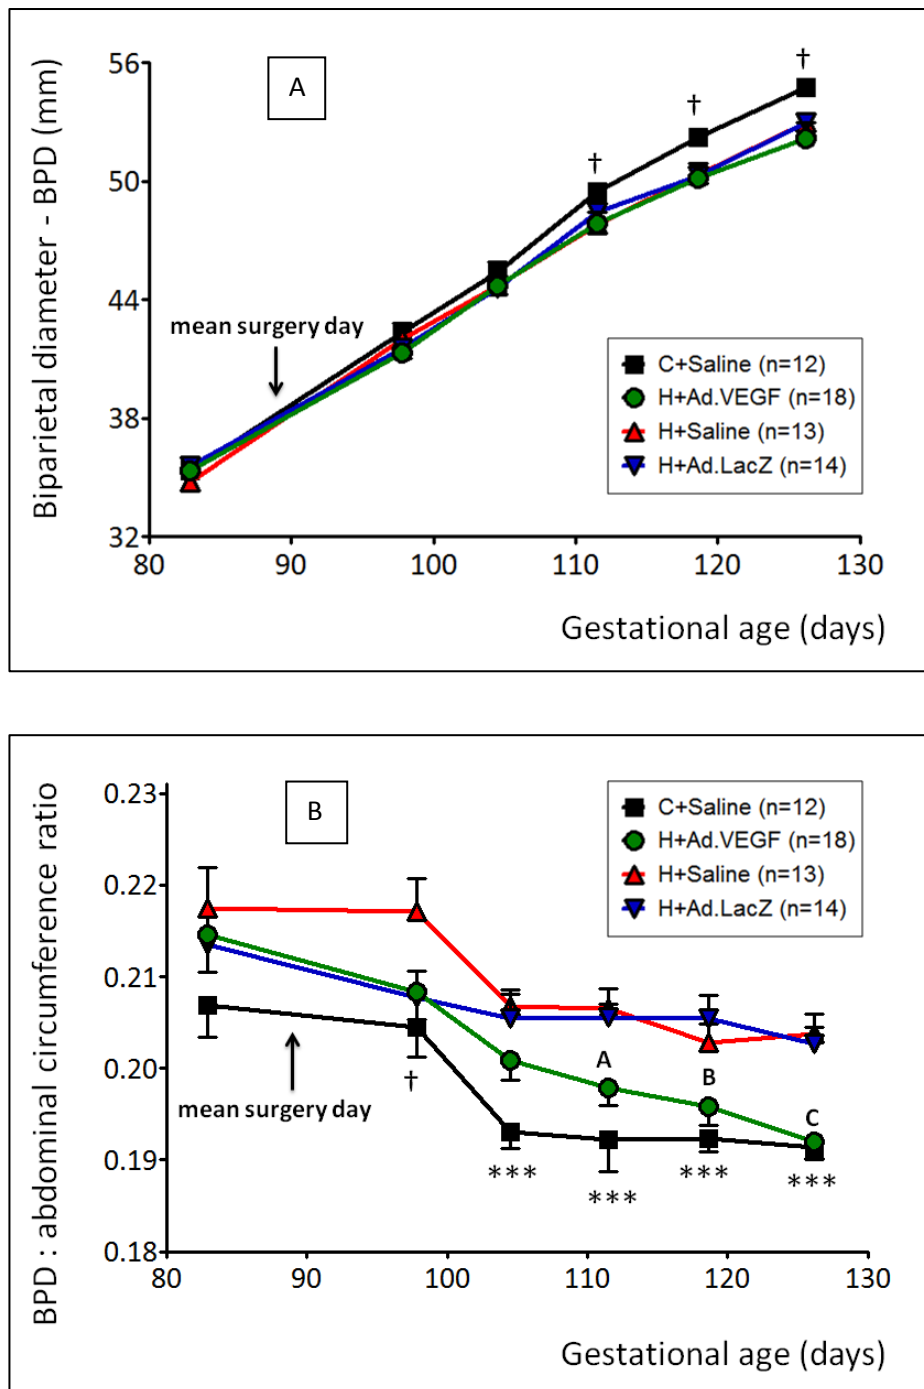 A
Biparietal diameter - BPD (mm)
56
50
44
38
32
†
†
†
mean surgery day
C+Saline (n=12)
H+Ad.VEGF (n=18)
H+Saline (n=13)
H+Ad.LacZ (n=14)
80 90 100 110 120 130
Gestational age (days)
B
BPD : abdominal circumference ratio
0.23
0.22
0.21
0.20
0.19
0.18
C+Saline (n=12)
H+Ad.VEGF (n=18)
H+Saline (n=13)
H+Ad.LacZ (n=14)
mean surgery day
†
A
B
C
***
***
***
***
80 90 100 110 120 130
Gestational age (days)